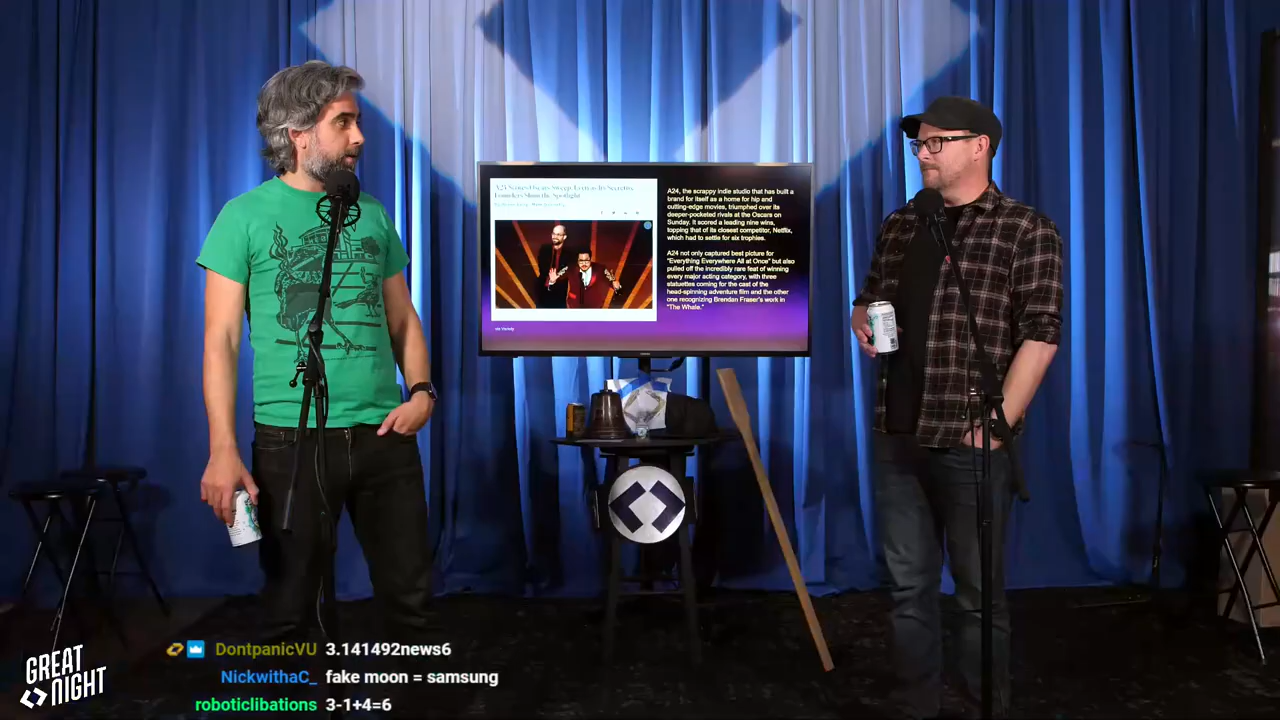 A24, the scrappy indie studio that has built a
brand for itself as a home for hip and
cutting-edge movies, triumphed over its
deeper-pocketed rivals at the Oscars on
Sunday. It scored a leading nine wins,
topping that of its closest competitor, Netflix,
which had to settle for six trophies.
A24 not only captured best picture for
"Everything Everywhere All at Once" but also
pulled off the incredibly rare feat of winning
every major acting category, with three
statuettes coming for the cast of the
head-spinning adventure film and the other
one recognizing Brendan Fraser's work in
"The Whale."
via Variety
GREAT
NIGHT
DontpanicVU 3.141492news6
NickwithaC_ fake moon = samsung
roboticlibations 3-1+4=6